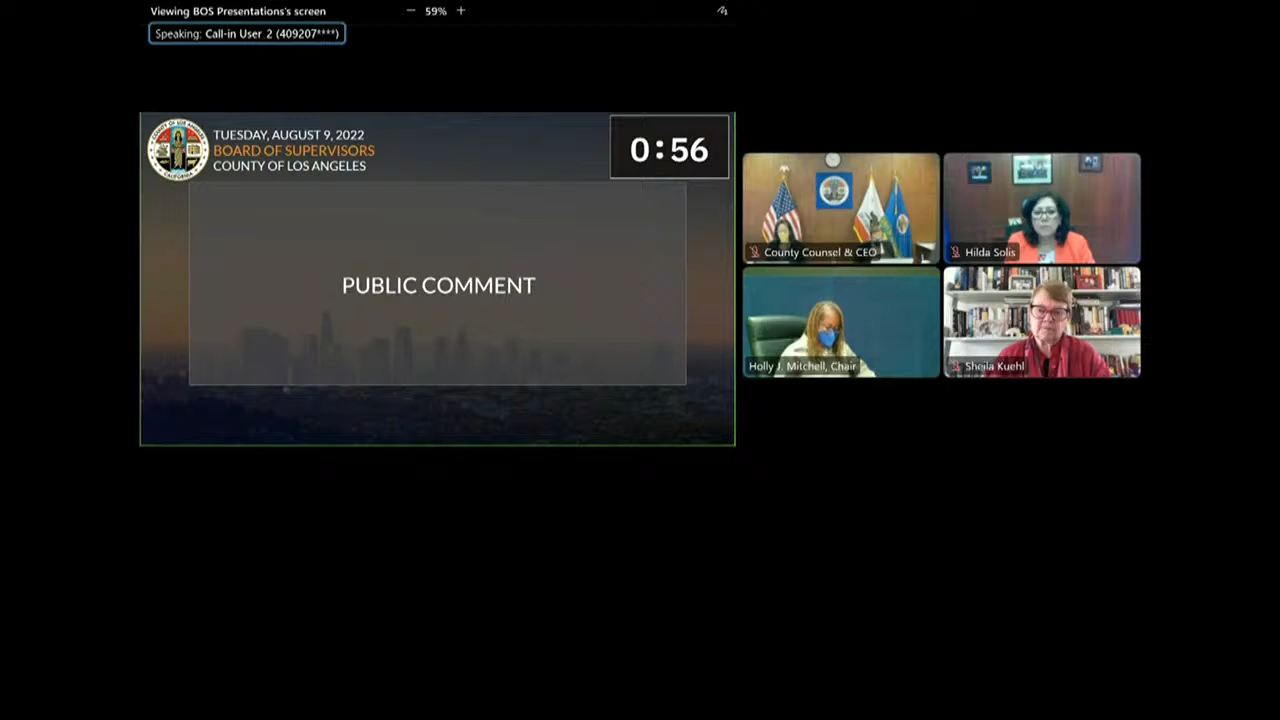 Viewing BOS Presentations's screen
59%
Speaking: Call-in User 2 (409207****)
TUESDAY, AUGUST 9, 2022
BOARD OF SUPERVISORS
COUNTY OF LOS ANGELES
0:56
PUBLIC COMMENT
County Counsel & CEO
Hilda Solis
Holly J. Mitchell, Chair
Sheila Kuehl